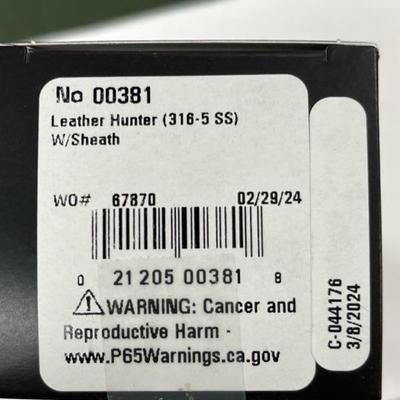 No 00381
Leather Hunter (316-5 SS)
W/Sheath
WO# 67870 02/29/24
0 21205 00381 8
WARNING: Cancer and
Reproductive Harm -
www.P65Warnings.ca.gov
C-044176
3/8/2024